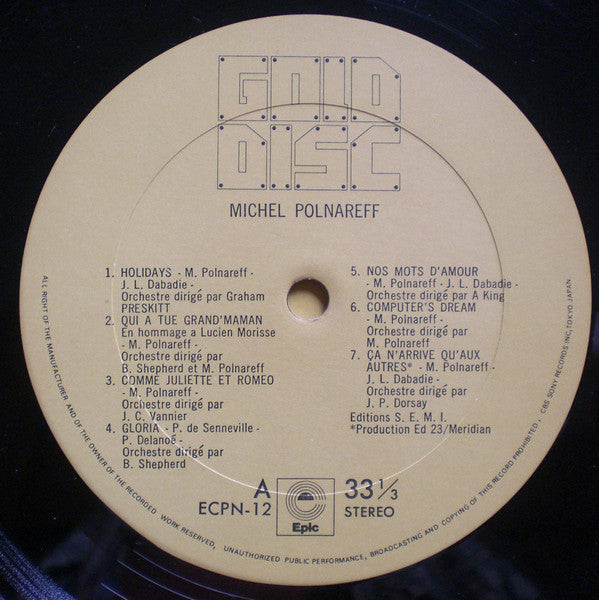 GOLD
DISC
MICHEL POLNAREFF
1. HOLIDAYS - M. Polnareff -
J. L. Dabadie -
Orchestre dirigé par Graham
PRESKITT
2. QUI A TUE GRAND'MAMAN
En hommage a Lucien Morisse
- M. Polnareff -
Orchestre dirigé par
B. Shepherd et M. Polnareff
3. COMME JULIETTE ET ROMEO
- M. Polnareff -
Orchestre dirigé par
J. C. Vannier
4. GLORIA - P. de Senneville -
P. Delanoé -
Orchestre dirigé par
B. Shepherd
5. NOS MOTS D'AMOUR
- M. Polnareff - J. L. Dabadie -
Orchestre dirigé par A King
6. COMPUTER'S DREAM
- M. Polnareff -
Orchestre dirigé par
M. Polnareff
7. ÇA N'ARRIVE QU'AUX
AUTRES* - M. Polnareff -
J. L. Dabadie -
Orchestre dirigé par
J. P. Dorsay
Editions S. E. M. I.
*Production Ed 23/Meridian
A
ECPN-12
Epic
33 1/3
STEREO
ALL RIGHT OF THE MANUFACTURER AND OF THE OWNER OF THE RECORDED WORK RESERVED, UNAUTHORIZED PUBLIC PERFORMANCE, BROADCASTING AND COPYING OF THIS RECORD PROHIBITED, CBS SONY RECORDS INC, TOKYO JAPAN.